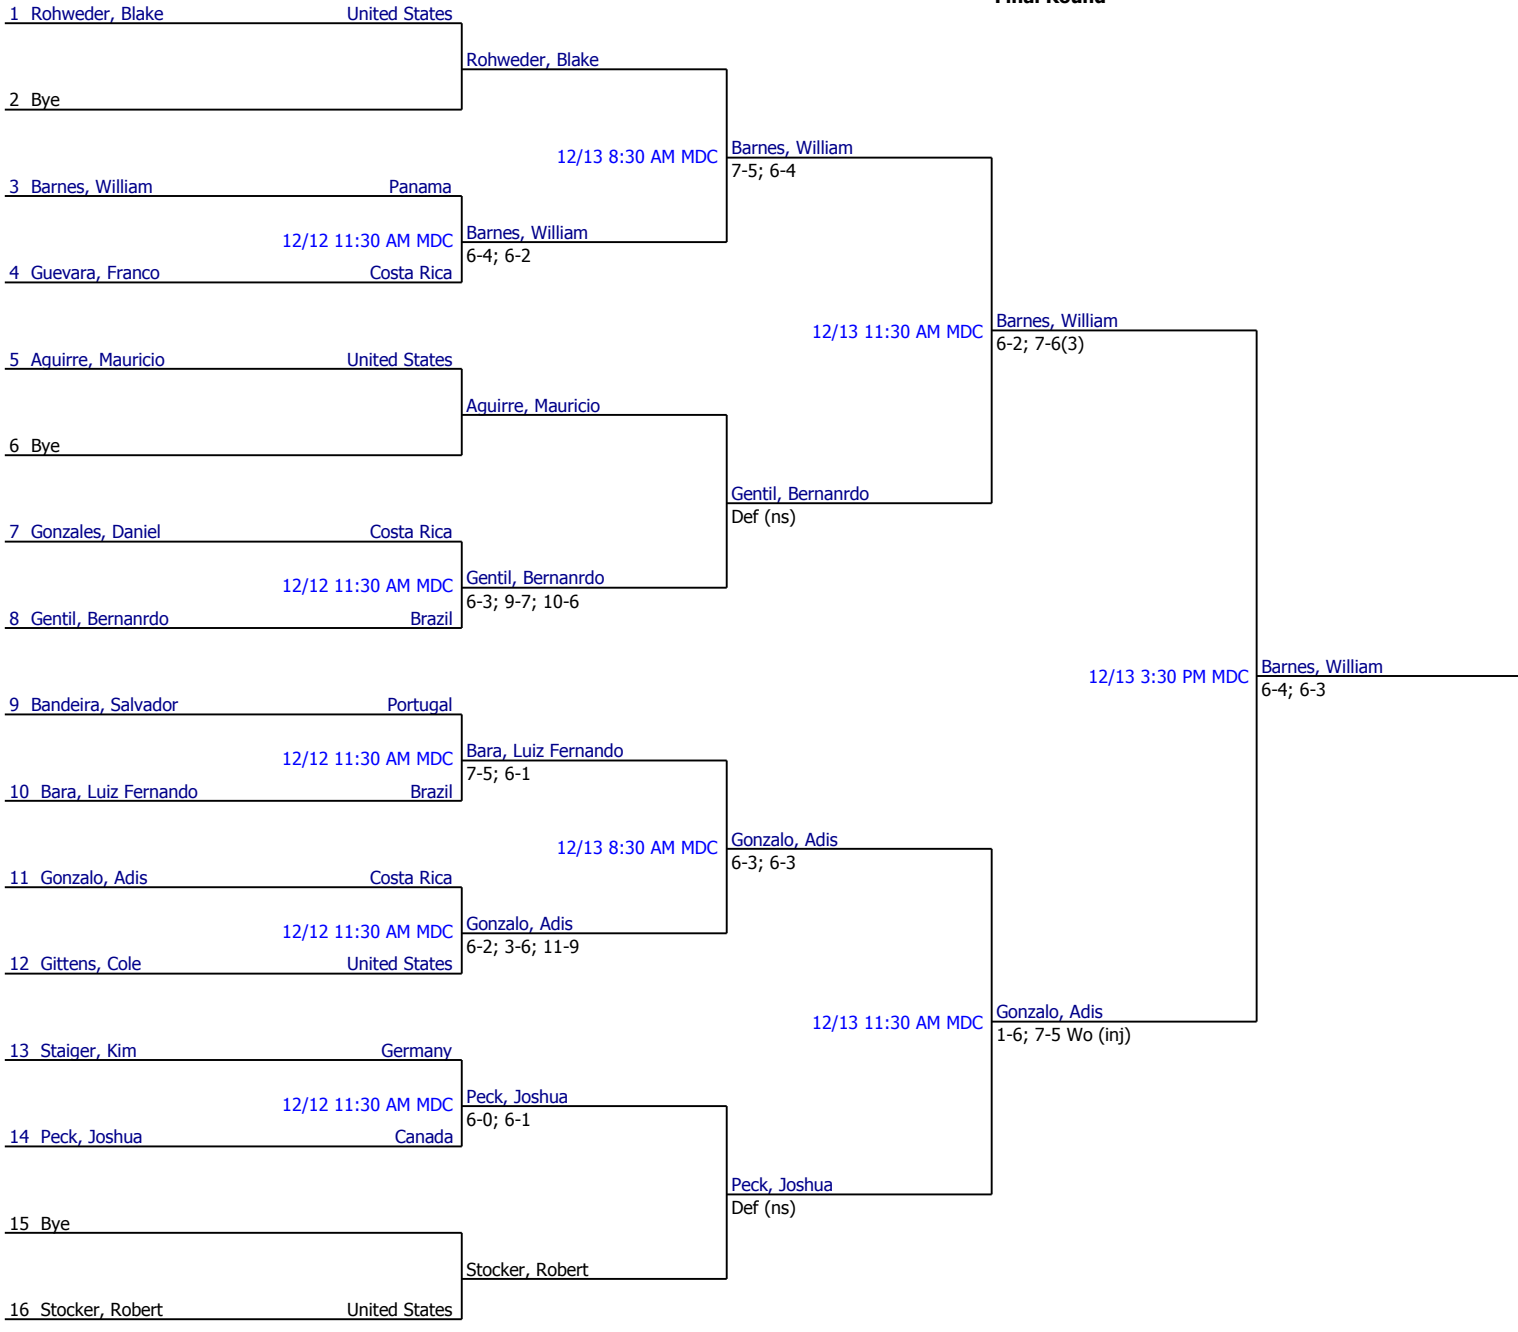 Final Round
1 Rohweder, Blake United States
Rohweder, Blake
2 Bye
12/13 8:30 AM MDC Barnes, William
7-5; 6-4
3 Barnes, William Panama
12/12 11:30 AM MDC Barnes, William
6-4; 6-2
4 Guevara, Franco Costa Rica
12/13 11:30 AM MDC Barnes, William
6-2; 7-6(3)
5 Aguirre, Mauricio United States
Aguirre, Mauricio
6 Bye
Gentil, Bernanrdo
Def (ns)
7 Gonzales, Daniel Costa Rica
12/12 11:30 AM MDC Gentil, Bernanrdo
6-3; 9-7; 10-6
8 Gentil, Bernanrdo Brazil
12/13 3:30 PM MDC Barnes, William
6-4; 6-3
9 Bandeira, Salvador Portugal
12/12 11:30 AM MDC Bara, Luiz Fernando
7-5; 6-1
10 Bara, Luiz Fernando Brazil
12/13 8:30 AM MDC Gonzalo, Adis
6-3; 6-3
11 Gonzalo, Adis Costa Rica
12/12 11:30 AM MDC Gonzalo, Adis
6-2; 3-6; 11-9
12 Gittens, Cole United States
12/13 11:30 AM MDC Gonzalo, Adis
1-6; 7-5 Wo (inj)
13 Staiger, Kim Germany
12/12 11:30 AM MDC Peck, Joshua
6-0; 6-1
14 Peck, Joshua Canada
Peck, Joshua
Def (ns)
15 Bye
Stocker, Robert
16 Stocker, Robert United States